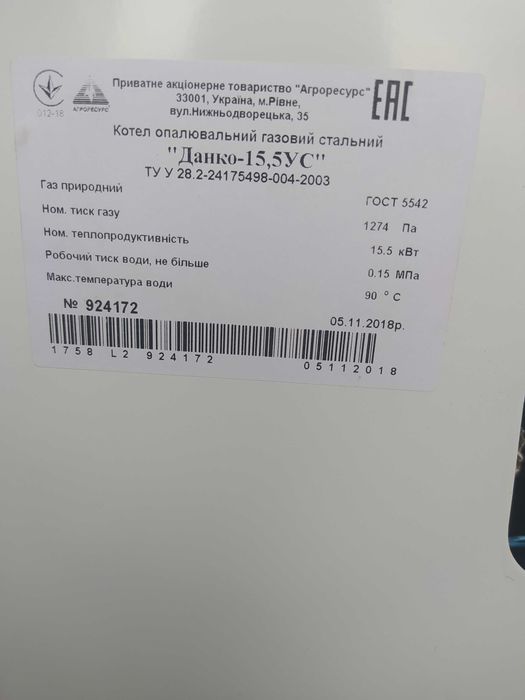 Приватне акціонерне товариство "Агроресурс"
33001, Україна, м.Рівне,
вул.Нижньодворецька, 35
012-18
АГРОРЕСУРС
ЕАС
Котел опалювальний газовий стальний
"Данко-15,5УС"
ТУ У 28.2-24175498-004-2003
Газ природний ГОСТ 5542
Ном. тиск газу 1274 Па
Ном. теплопродуктивність 15.5 кВт
Робочий тиск води, не більше 0.15 МПа
Макс.температура води 90 °С
№ 924172 05.11.2018р.
1758 L2 924172 05112018